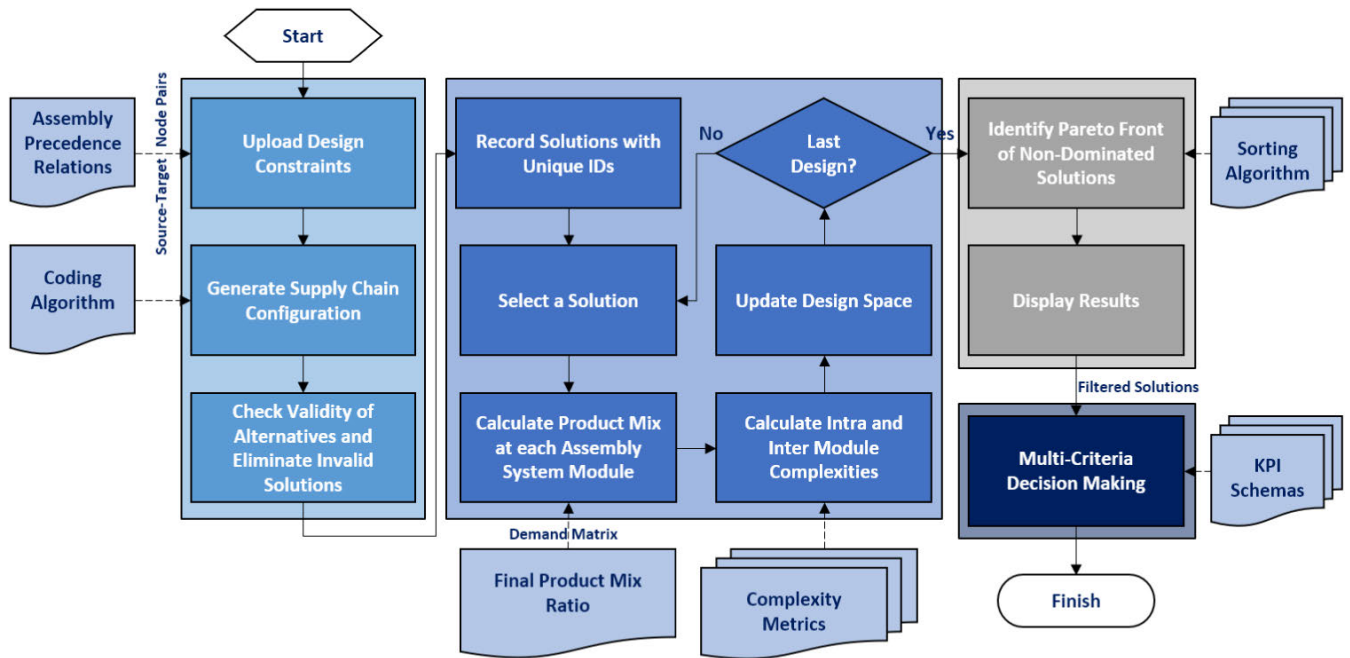 Start
Assembly
Precedence
Relations
Source-Target Node Pairs
Upload Design
Constraints
Coding
Algorithm
Generate Supply Chain
Configuration
Check Validity of
Alternatives and
Eliminate Invalid
Solutions
Record Solutions with
Unique IDs
Select a Solution
Calculate Product Mix
at each Assembly
System Module
Demand Matrix
Final Product Mix
Ratio
Calculate Intra and
Inter Module
Complexities
Complexity
Metrics
Update Design Space
Last
Design?
No
Yes
Identify Pareto Front
of Non-Dominated
Solutions
Sorting
Algorithm
Display Results
Filtered Solutions
Multi-Criteria
Decision Making
KPI
Schemas
Finish